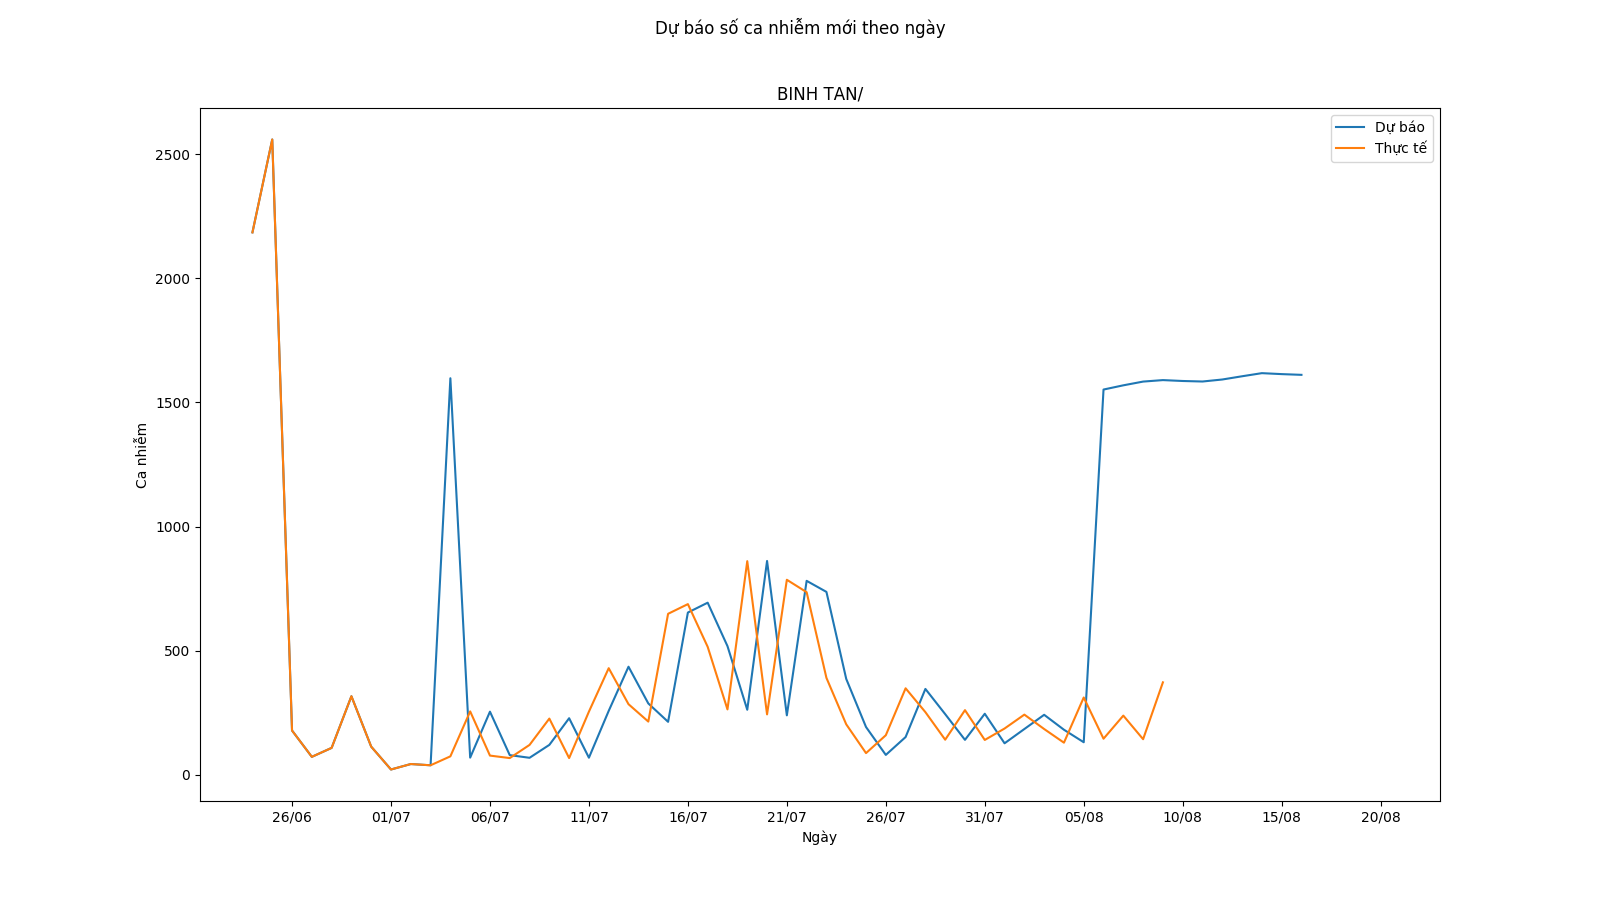 Dự báo số ca nhiễm mới theo ngày
BINH TAN/
Dự báo
Thực tế
2500
2000
1500
1000
500
0
Ca nhiễm
26/06 01/07 06/07 11/07 16/07 21/07 26/07 31/07 05/08 10/08 15/08 20/08
Ngày